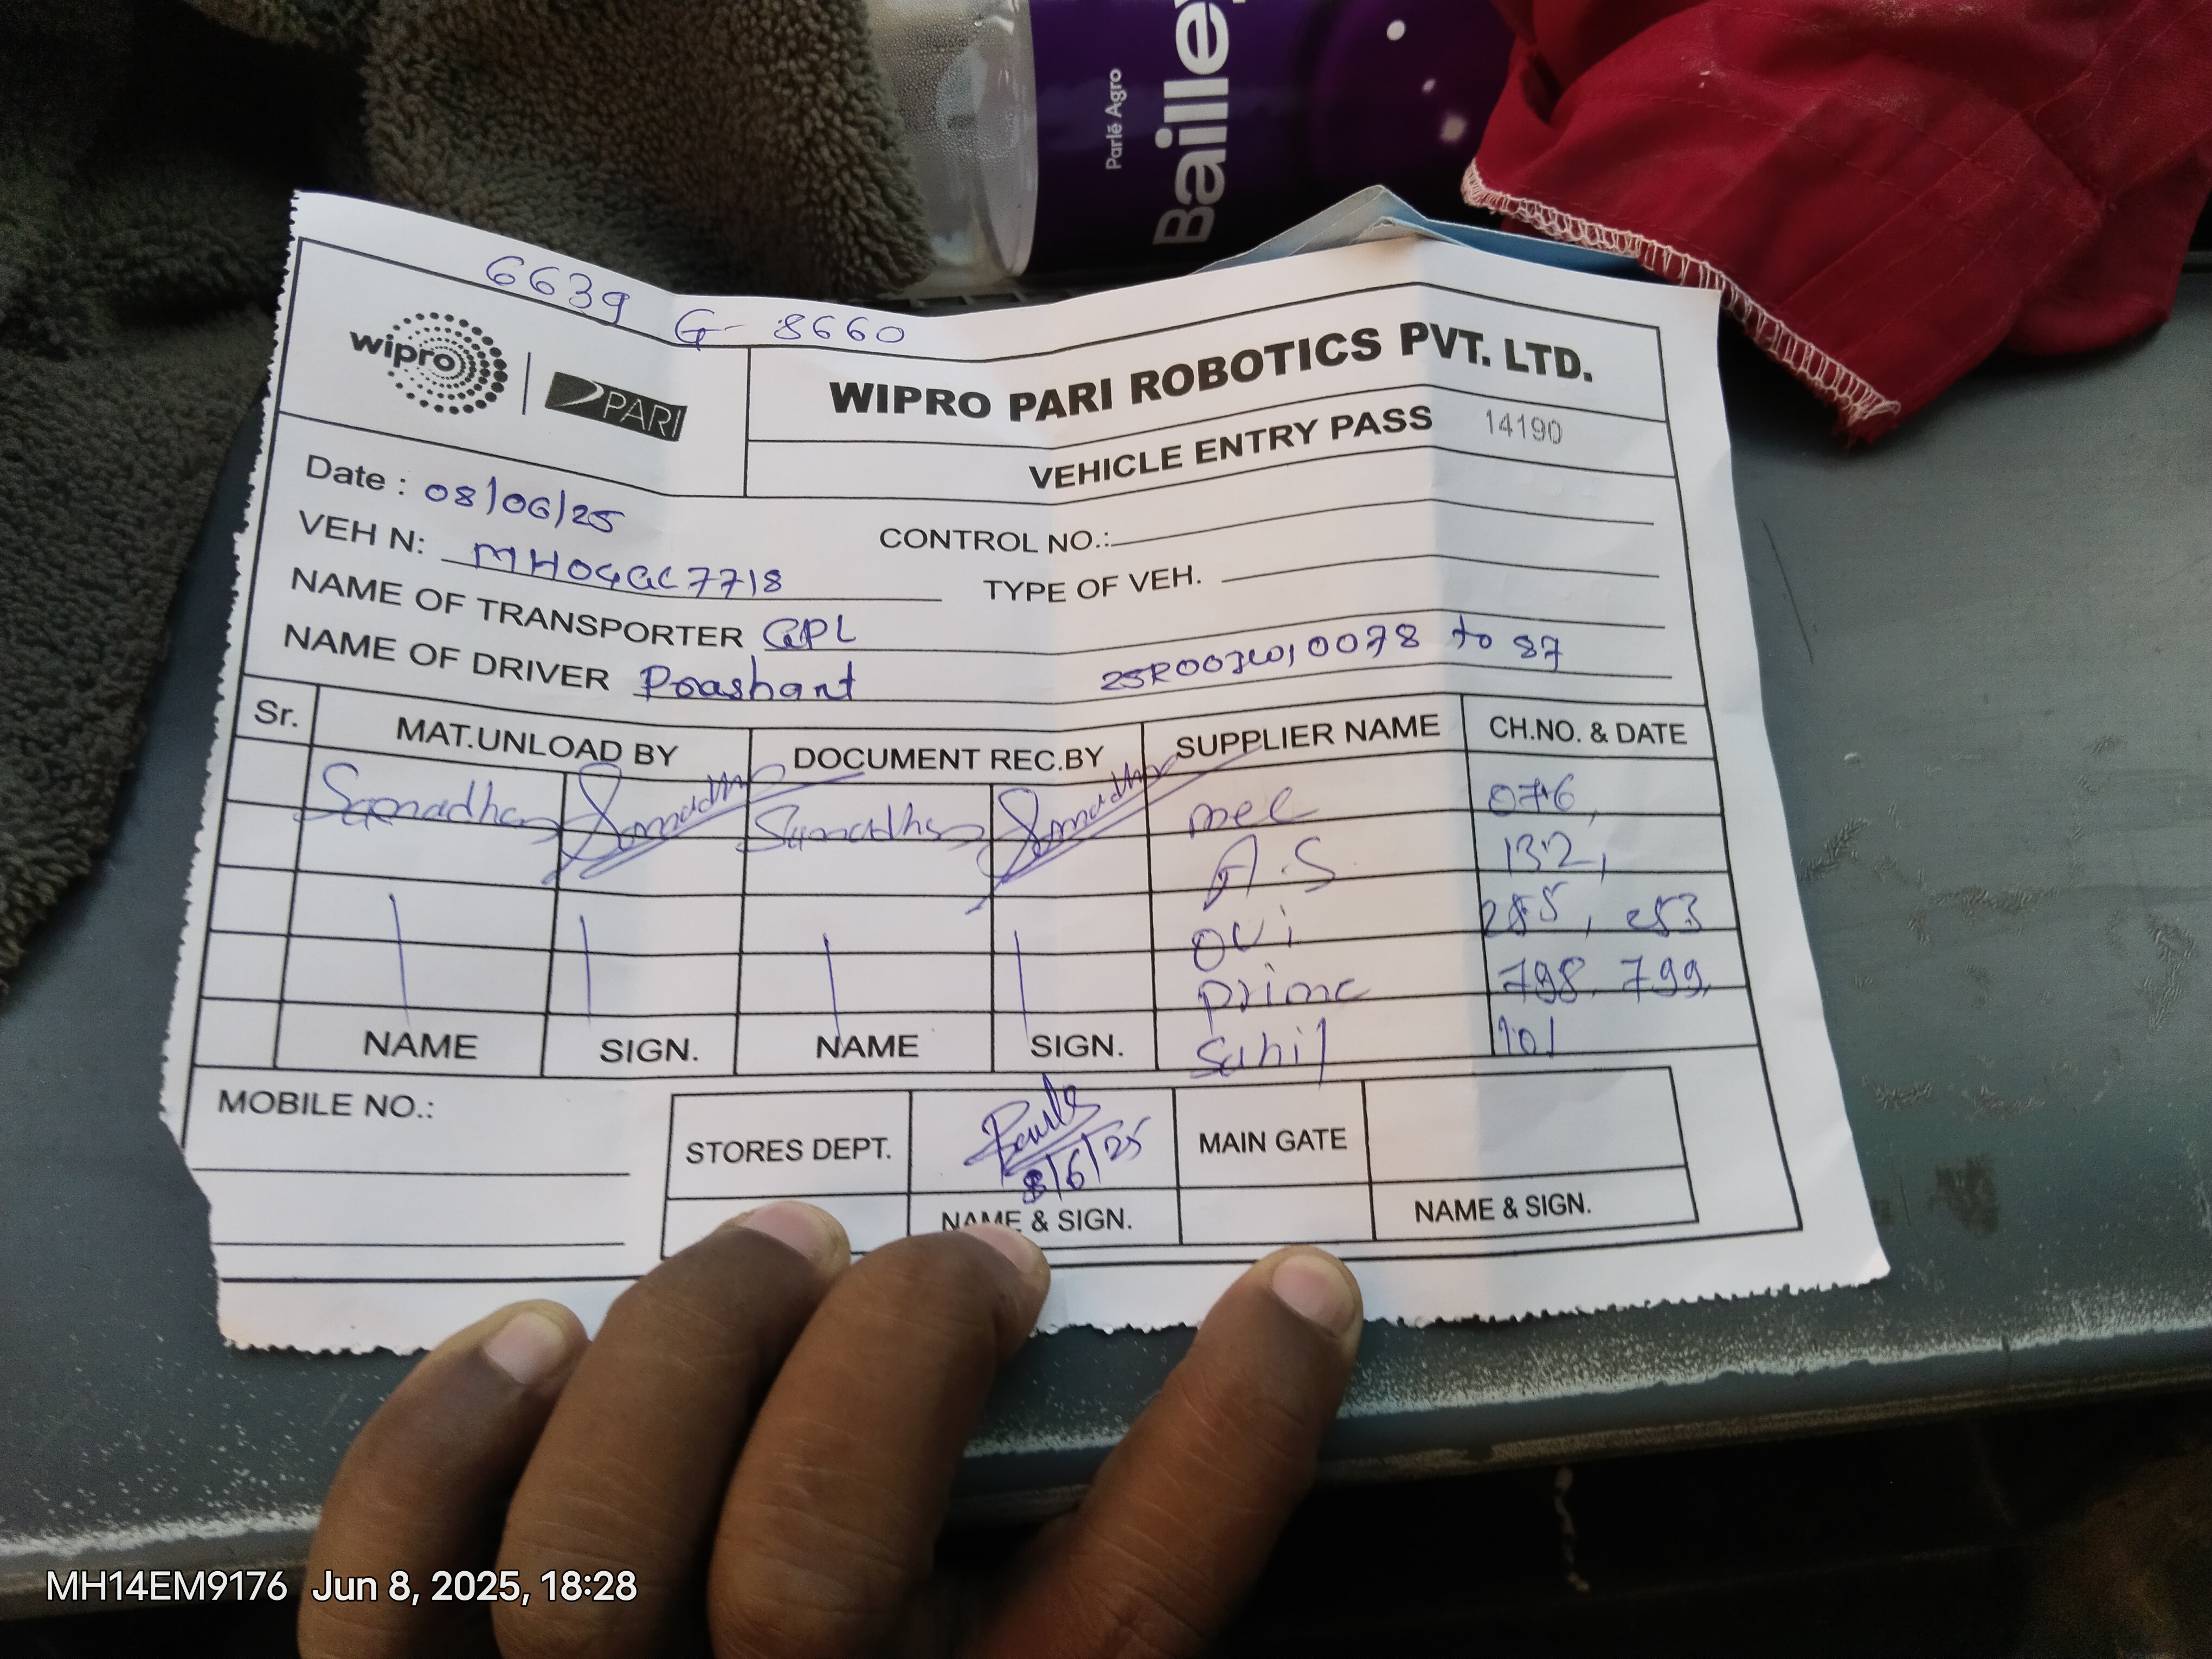 Parlé Agro
Bailley
6639 G- 8660
wipro PARI
WIPRO PARI ROBOTICS PVT. LTD.
VEHICLE ENTRY PASS 14190
Date : 08/06/25
CONTROL NO.:
VEH N: MH04GC7718
TYPE OF VEH.
NAME OF TRANSPORTER GPL
NAME OF DRIVER Prashant
to 87
Sr. MAT.UNLOAD BY DOCUMENT REC.BY SUPPLIER NAME CH.NO. & DATE
Samadhan Samadhan Samadhan Samadhan mee 076,
A.S 132,
ovi 285, 253
prime 798, 799,
NAME SIGN. NAME SIGN. Sahil 101
MOBILE NO.:
STORES DEPT. 8/6/25 MAIN GATE
NAME & SIGN. NAME & SIGN.
MH14EM9176 Jun 8, 2025, 18:28